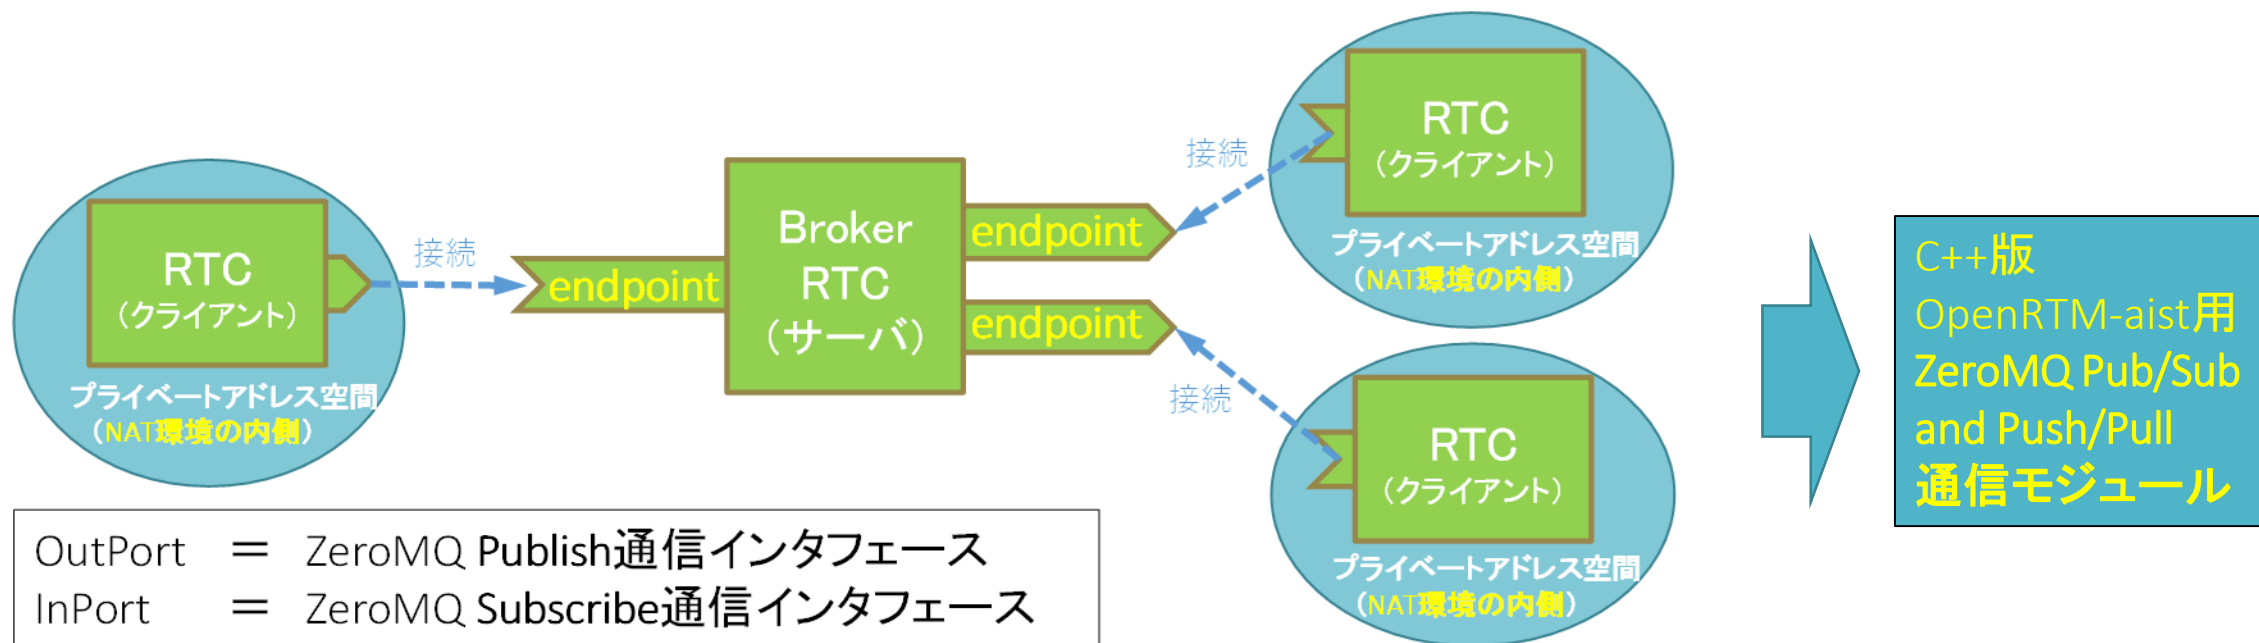 RTC
（クライアント）
プライベートアドレス空間
（NAT環境の内側）
接続
endpoint
Broker
RTC
（サーバ）
endpoint
endpoint
接続
接続
RTC
（クライアント）
プライベートアドレス空間
（NAT環境の内側）
RTC
（クライアント）
プライベートアドレス空間
（NAT環境の内側）
C++版
OpenRTM-aist用
ZeroMQ Pub/Sub
and Push/Pull
通信モジュール
OutPort ＝ ZeroMQ Publish通信インタフェース
InPort ＝ ZeroMQ Subscribe通信インタフェース